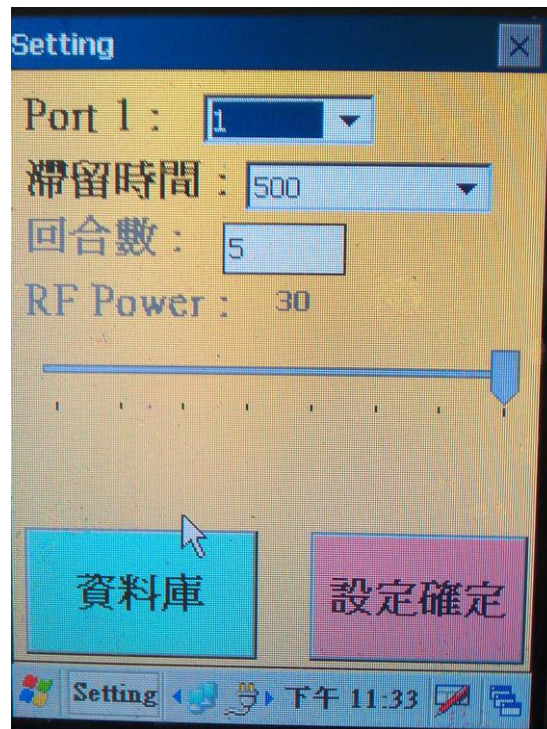 Setting
Port 1 : 1
滯留時間 : 500
回合數 : 5
RF Power : 30
資料庫
設定確定
Setting 下午 11:33